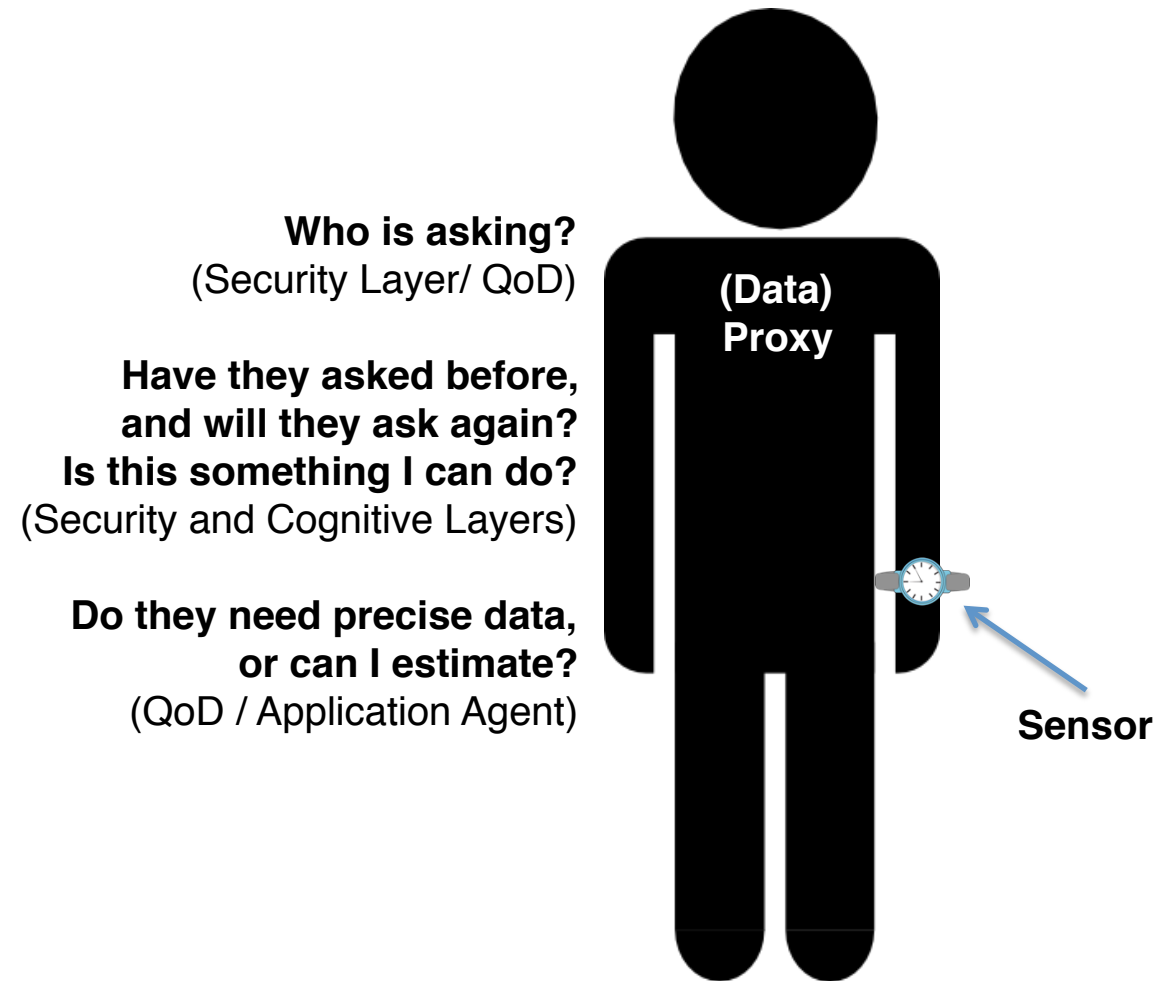 Who is asking?
(Security Layer/ QoD)
Have they asked before,
and will they ask again?
Is this something I can do?
(Security and Cognitive Layers)
Do they need precise data,
or can I estimate?
(QoD / Application Agent)
(Data)
Proxy
Sensor